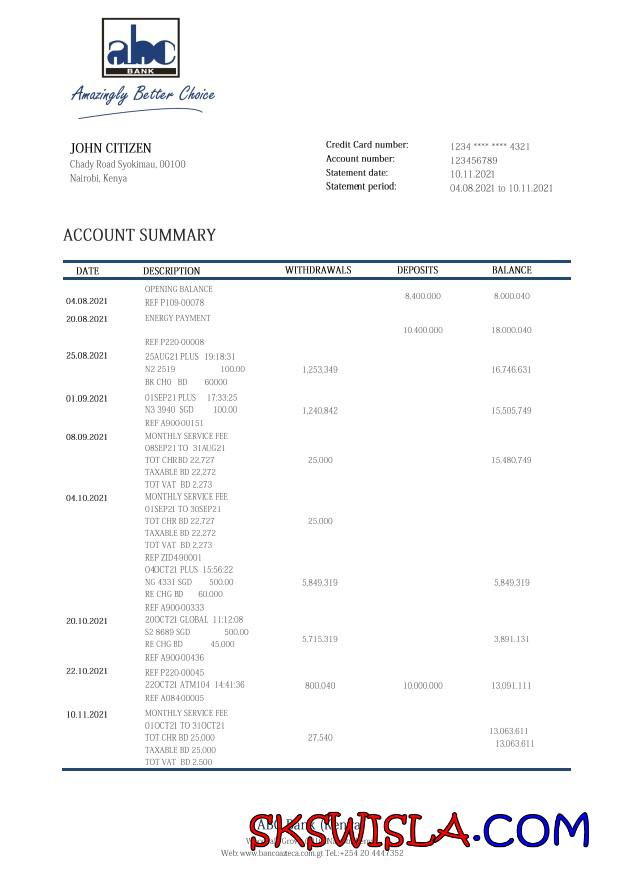 abc
BANK
Amazingly Better Choice
JOHN CITIZEN
Chady Road Syokimau, 00100
Nairobi, Kenya
Credit Card number: 1234 **** **** 4321
Account number: 123456789
Statement date: 10.11.2021
Statement period: 04.08.2021 to 10.11.2021
ACCOUNT SUMMARY
DATE DESCRIPTION WITHDRAWALS DEPOSITS BALANCE
OPENING BALANCE
8,400.000 8.000.040
04.08.2021 REF P109-00078
20.08.2021 ENERGY PAYMENT
10.400.000 18.000.040
REF P220-00008
25.08.2021 25AUG21 PLUS 19:18:31
N2 2519 100.00 1,253,349 16.746.631
BK CHO BD 60000
01.09.2021 01SEP21 PLUS 17:33:25
N3 3940 SGD 100.00 1,240,842 15,505,749
REF A900-00151
08.09.2021 MONTHLY SERVICE FEE
08SEP21 TO 31AUG21
TOT CHRBD 22,727 25,000 15,480,749
TAXABLE BD 22,272
TOT VAT BD 2,273
04.10.2021 MONTHLY SERVICE FEE
01SEP21 TO 30SEP21
TOT CHR BD 22,727 25,000
TAXABLE BD 22,272
TOT VAT BD 2,273
REP ZID4-90001
04OCT21 PLUS 15:56:22
NG 4331 SGD 500.00 5,849,319 5,849,319
RE CHG BD 60.000
REF A900-00333
20.10.2021 20OCT21 GLOBAL 11:12:08
S2 8689 SGD 500.00
RE CHG BD 45,000 5,715,319 3,891.131
REF A900-00436
22.10.2021 REF P220-00045
22OCT21 ATM104 14:41:36 800,040 10,000.000 13,091,111
REF A084-00005
10.11.2021 MONTHLY SERVICE FEE
01OCT21 TO 31OCT21 13,063.611
TOT CHR BD 25,000 27,540
13,063,611
TAXABLE BD 25,000
TOT VAT BD 2,500
ABC Bank (Kenya)
SKSWISLA.COM
Web: www.bancoazteca.com.gt Tel.:+254 20 4447352